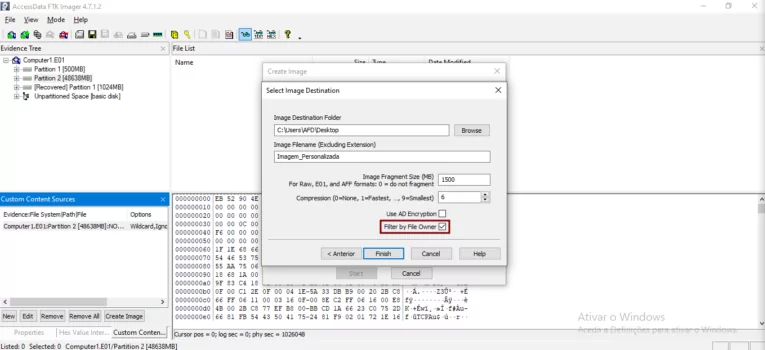 AccessData FTK Imager 4.7.1.2
File View Mode Help
Evidence Tree
Computer1.E01
Partition 1 [500MB]
Partition 2 [48638MB]
[Recovered] Partition 1 [1024MB]
Unpartitioned Space [basic disk]
File List
Name Size Type Date Modified
Create Image
Select Image Destination
Image Destination Folder
C:\Users\AFD\Desktop
Browse
Image Filename (Excluding Extension)
Imagem_Personalizada
Image Fragment Size (MB) 1500
For Raw, E01, and AFF formats: 0 = do not fragment
Compression (0=None, 1=Fastest, ..., 9=Smallest) 6
Use AD Encryption
Filter by File Owner
< Anterior Finish Cancel Help
Start Cancel
Custom Content Sources
Evidence:File System|Path|File Options
Computer1.E01:Partition 2 [48638MB]:NO... Wildcard,Igno
New Edit Remove Remove All Create Image
Properties Hex Value Inter... Custom Conten...
000000000 EB 52 90 4E
000000010 00 00 00 00
000000020 00 00 00 00
000000030 00 00 0C 00
000000040 F6 00 00 00
000000050 00 00 00 00
000000060 1F 1E 68 66
000000070 54 46 53 75
000000080 55 AA 75 06
000000090 18 68 1A 00
0000000a0 9F 83 C4 18
0000000b0 0F 00 C1 2E 0F 00 04 1E-5A 33 DB B9 00 20 2B C8
0000000c0 66 FF 06 11 00 03 16 0F-00 8E C2 FF 06 16 00 E8
0000000d0 4B 00 2B C8 77 EF B8 00-BB CD 1A 66 23 C0 75 2D
0000000e0 66 81 FB 54 43 50 41 75-24 81 F9 02 01 72 1E 16
Cursor pos = 0; log sec = 0; phy sec = 1026048
Ativar o Windows
Aceda a Definições para ativar o Windows.
Listed: 0 Selected: 0 Computer1.E01/Partition 2 [48638MB]